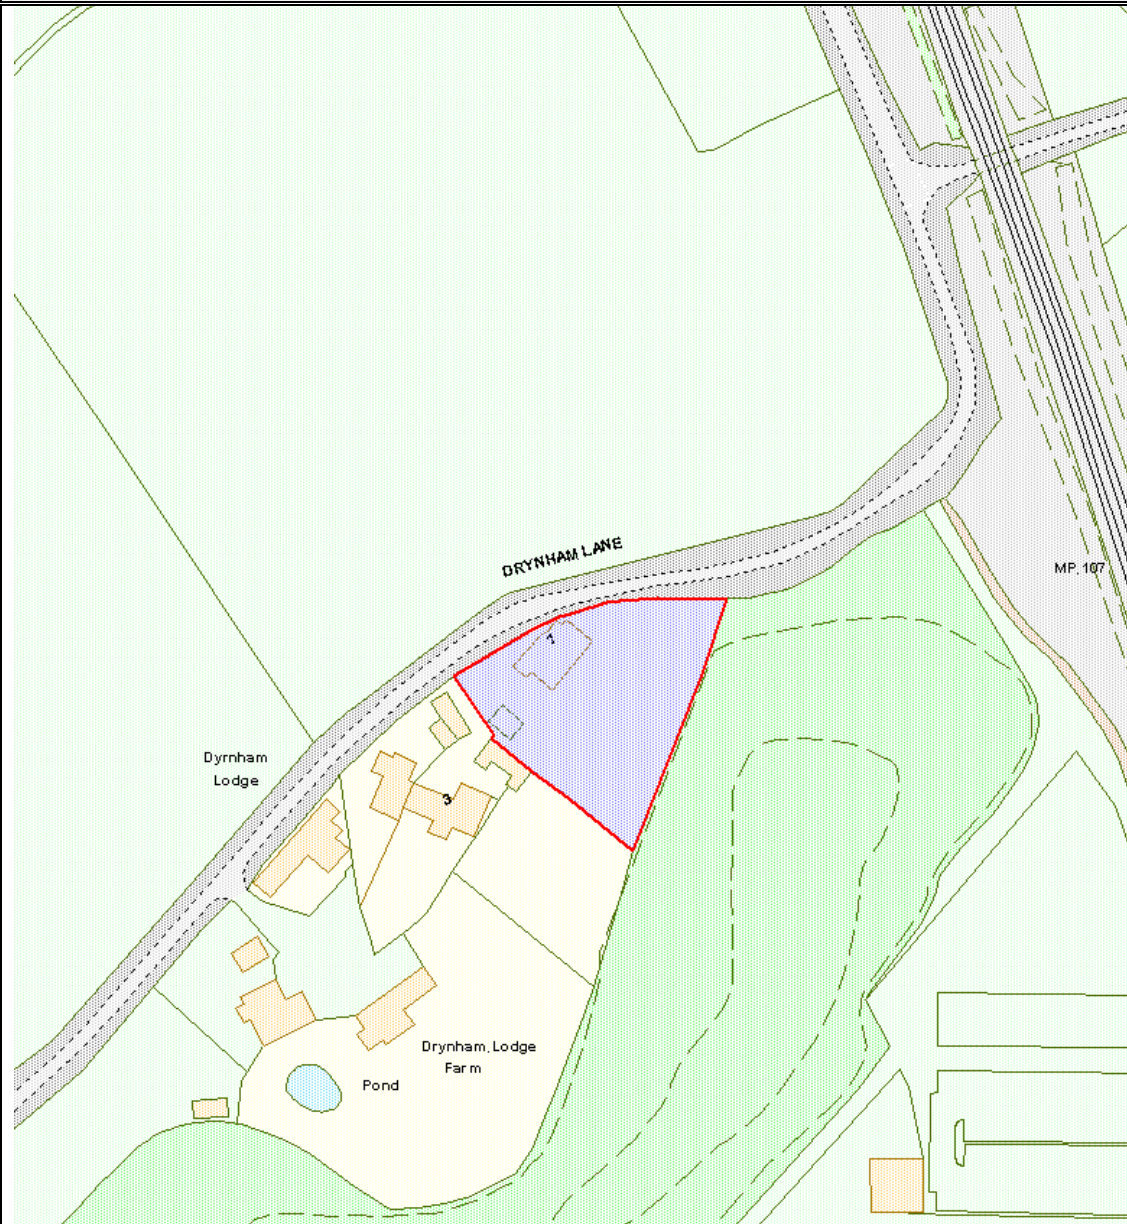 DRYNHAM LANE
MP. 107
1
Dyrnham
Lodge
3
Drynham, Lodge
Farm
Pond